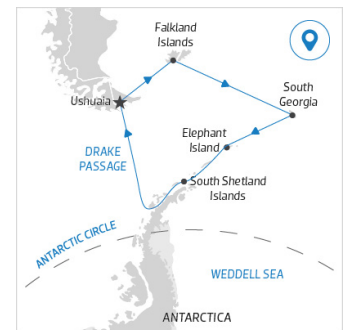 Falkland
Islands
South
Georgia
Ushuaia
Elephant
Island
DRAKE
PASSAGE
South Shetland
Islands
ANTARCTIC CIRCLE
WEDDELL SEA
ANTARCTICA